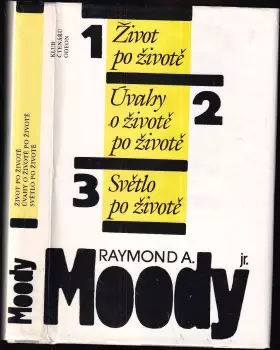 KLUB
ČTENÁŘŮ
ODEON
ŽIVOT PO ŽIVOTĚ
ÚVAHY O ŽIVOTĚ PO ŽIVOTĚ
SVĚTLO PO ŽIVOTĚ
Moody
1 Život
po životě
Úvahy 2
o životě
po životě
3 Světlo
po životě
RAYMOND A. jr.
Moody